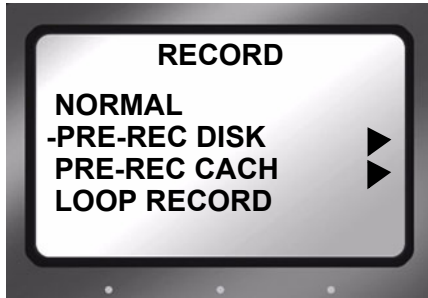 RECORD
NORMAL
-PRE-REC DISK
PRE-REC CACH
LOOP RECORD